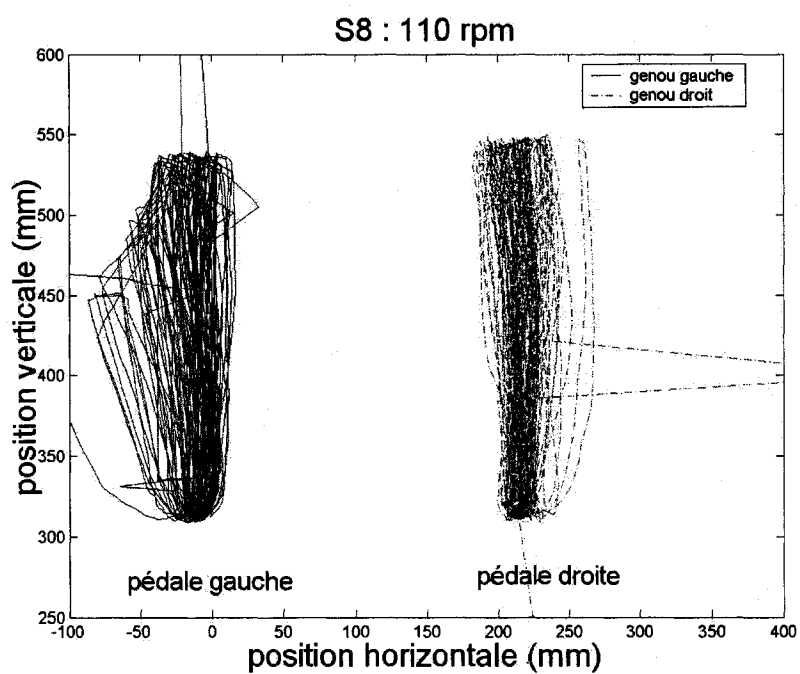 S8 : 110 rpm
600
550
500
450
400
350
300
250
position verticale (mm)
genou gauche
genou droit
pédale gauche
pédale droite
-100 -50 0 50 100 150 200 250 300 350 400
position horizontale (mm)